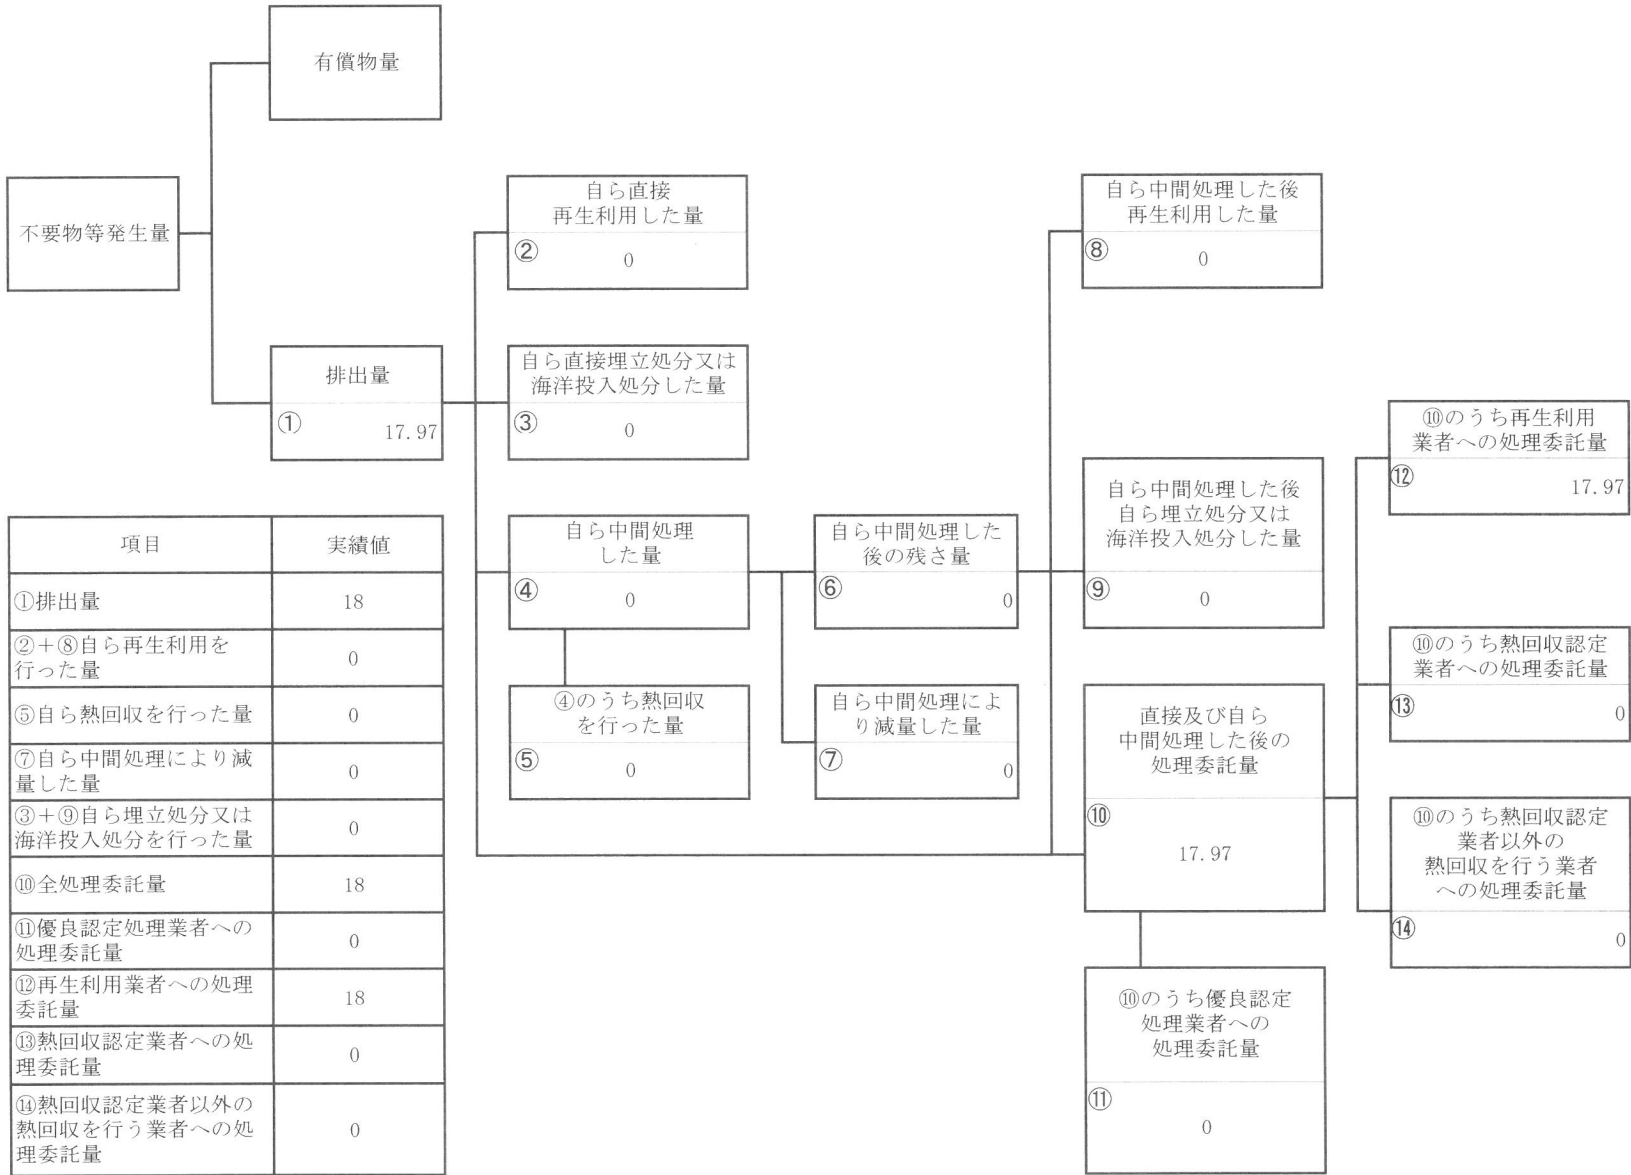 有償物量
不要物等発生量
排出量
①
17.97
自ら直接
再生利用した量
②
0
自ら直接埋立処分又は
海洋投入処分した量
③
0
自ら中間処理
した量
④
0
④のうち熱回収
を行った量
⑤
0
自ら中間処理した
後の残さ量
⑥
0
自ら中間処理によ
り減量した量
⑦
0
自ら中間処理した後
再生利用した量
⑧
0
自ら中間処理した後
自ら埋立処分又は
海洋投入処分した量
⑨
0
直接及び自ら
中間処理した後の
処理委託量
⑩
17.97
⑩のうち優良認定
処理業者への
処理委託量
⑪
0
⑩のうち再生利用
業者への処理委託量
⑫
17.97
⑩のうち熱回収認定
業者への処理委託量
⑬
0
⑩のうち熱回収認定
業者以外の
熱回収を行う業者
への処理委託量
⑭
0
項目 実績値
①排出量 18
②+⑧自ら再生利用を
行った量 0
⑤自ら熱回収を行った量 0
⑦自ら中間処理により減
量した量 0
③+⑨自ら埋立処分又は
海洋投入処分を行った量 0
⑩全処理委託量 18
⑪優良認定処理業者への
処理委託量 0
⑫再生利用業者への処理
委託量 18
⑬熱回収認定業者への処
理委託量 0
⑭熱回収認定業者以外の
熱回収を行う業者への処
理委託量 0